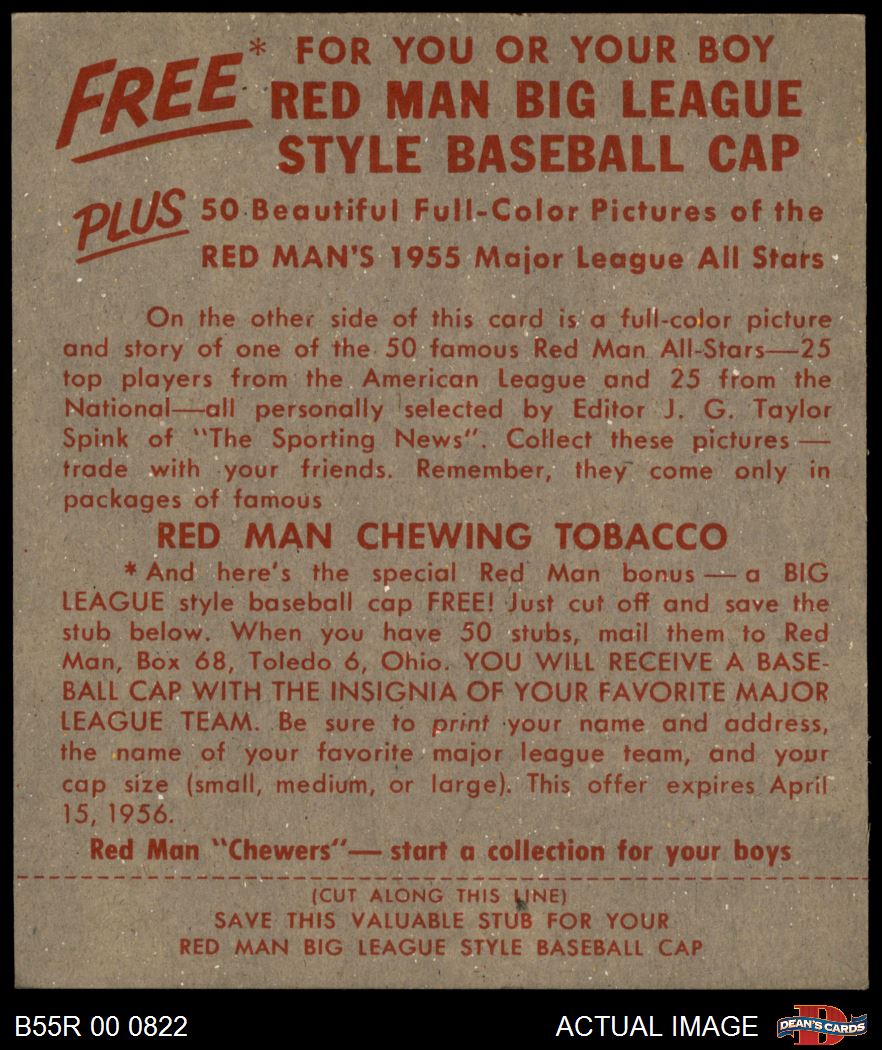 FREE* FOR YOU OR YOUR BOY
RED MAN BIG LEAGUE
STYLE BASEBALL CAP
PLUS 50 Beautiful Full-Color Pictures of the
RED MAN'S 1955 Major League All Stars
On the other side of this card is a full-color picture
and story of one of the 50 famous Red Man All-Stars—25
top players from the American League and 25 from the
National—all personally selected by Editor J. G. Taylor
Spink of "The Sporting News". Collect these pictures —
trade with your friends. Remember, they come only in
packages of famous
RED MAN CHEWING TOBACCO
* And here's the special Red Man bonus — a BIG
LEAGUE style baseball cap FREE! Just cut off and save the
stub below. When you have 50 stubs, mail them to Red
Man, Box 68, Toledo 6, Ohio. YOU WILL RECEIVE A BASE-
BALL CAP WITH THE INSIGNIA OF YOUR FAVORITE MAJOR
LEAGUE TEAM. Be sure to print your name and address,
the name of your favorite major league team, and your
cap size (small, medium, or large). This offer expires April
15, 1956.
Red Man "Chewers"— start a collection for your boys
(CUT ALONG THIS LINE)
SAVE THIS VALUABLE STUB FOR YOUR
RED MAN BIG LEAGUE STYLE BASEBALL CAP
B55R 00 0822 ACTUAL IMAGE DEAN'S CARDS